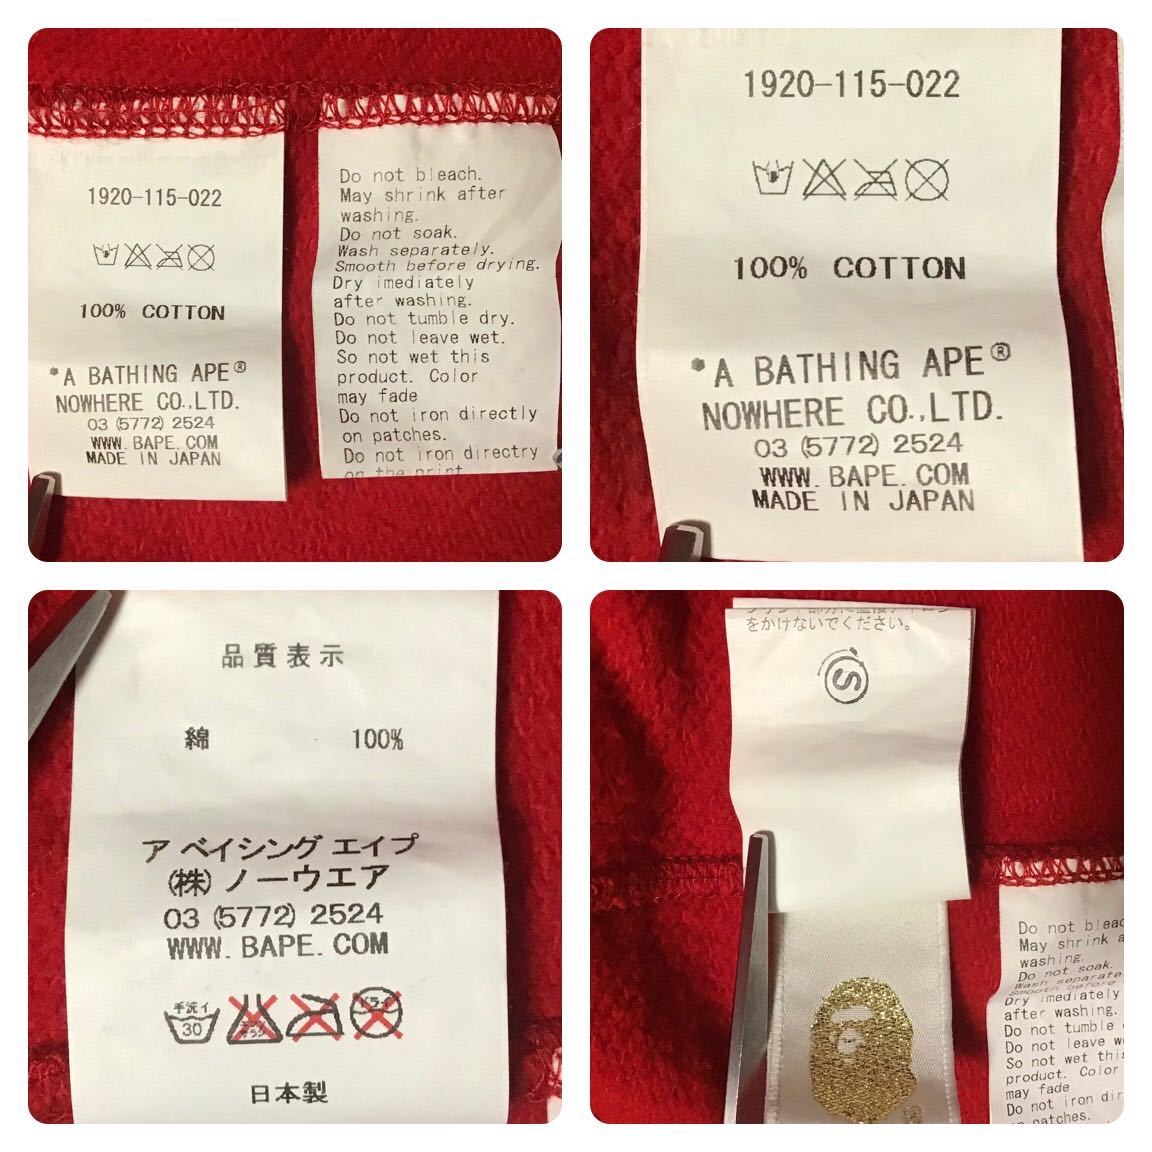 1920-115-022
100% COTTON
*A BATHING APE®
NOWHERE CO.,LTD.
03 (5772) 2524
WWW. BAPE. COM
MADE IN JAPAN
Do not bleach.
May shrink after
washing.
Do not soak.
Wash separately.
Smooth before drying.
Dry imediately
after washing.
Do not tumble dry.
Do not leave wet.
So not wet this
product. Color
may fade
Do not iron directly
on patches.
Do not iron directry
on the print
1920-115-022
100% COTTON
*A BATHING APE®
NOWHERE CO.,LTD.
03 (5772) 2524
WWW. BAPE. COM
MADE IN JAPAN
品質表示
綿 100%
ア ベイシング エイプ
(株) ノーウエア
03 (5772) 2524
WWW. BAPE. COM
手洗イ
30
ドライ
日本製
をかけないでください。
S
Do not bleac
May shrink a
washing.
Do not soak.
Wash separate
Smooth before
Dry imediately
after washing.
Do not tumble
Do not leave w
So not wet this
product. Color
may fade
Do not iron dir
on patches.